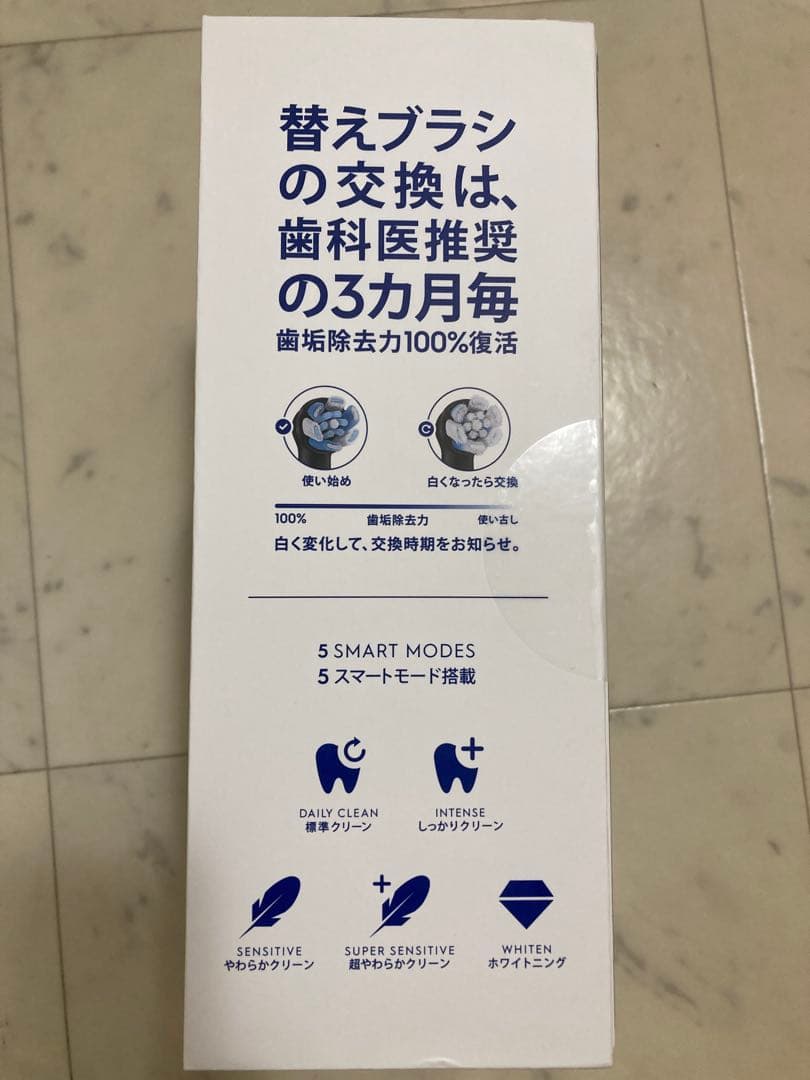 替えブラシ
の交換は、
歯科医推奨
の3カ月毎
歯垢除去力100%復活
使い始め
白くなったら交換
100%
歯垢除去力
使い古し
白く変化して、交換時期をお知らせ。
5 SMART MODES
5 スマートモード搭載
DAILY CLEAN
標準クリーン
INTENSE
しっかりクリーン
SENSITIVE
やわらかクリーン
SUPER SENSITIVE
超やわらかクリーン
WHITEN
ホワイトニング